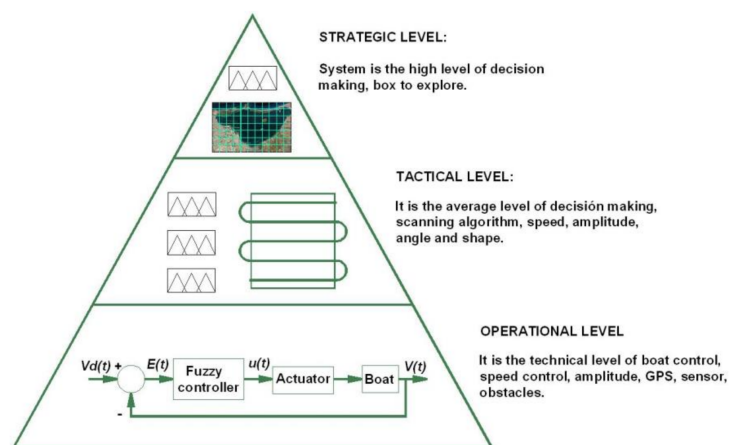 STRATEGIC LEVEL:
System is the high level of decision
making, box to explore.
TACTICAL LEVEL:
It is the average level of decisión making,
scanning algorithm, speed, amplitude,
angle and shape.
OPERATIONAL LEVEL
It is the technical level of boat control,
speed control, amplitude, GPS, sensor,
obstacles.
Vd(t) +
E(t)
Fuzzy
controller
u(t)
Actuator
Boat
V(t)
-